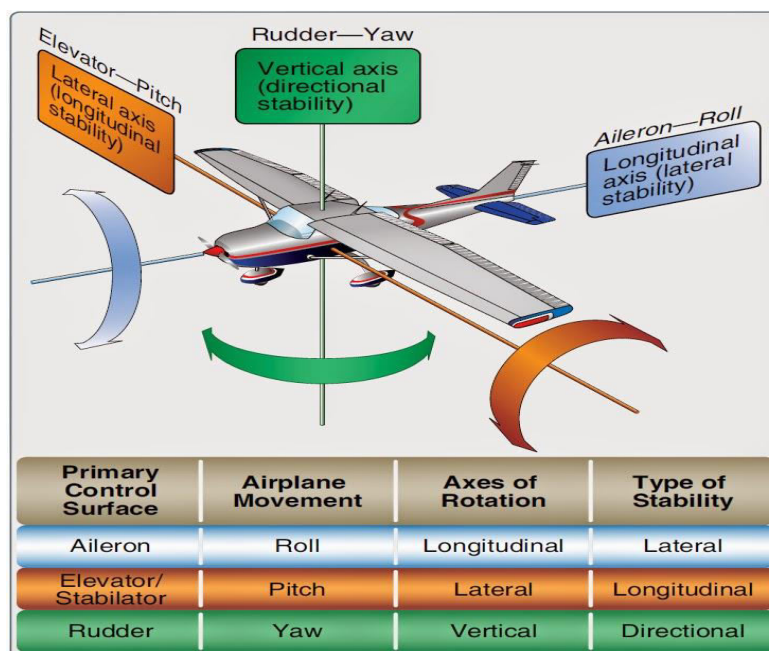 Rudder—Yaw
Vertical axis
(directional
stability)
Elevator—Pitch
Lateral axis
(longitudinal
stability)
Aileron—Roll
Longitudinal
axis (lateral
stability)
Primary
Control
Surface
Airplane
Movement
Axes of
Rotation
Type of
Stability
Aileron
Roll
Longitudinal
Lateral
Elevator/
Stabilator
Pitch
Lateral
Longitudinal
Rudder
Yaw
Vertical
Directional